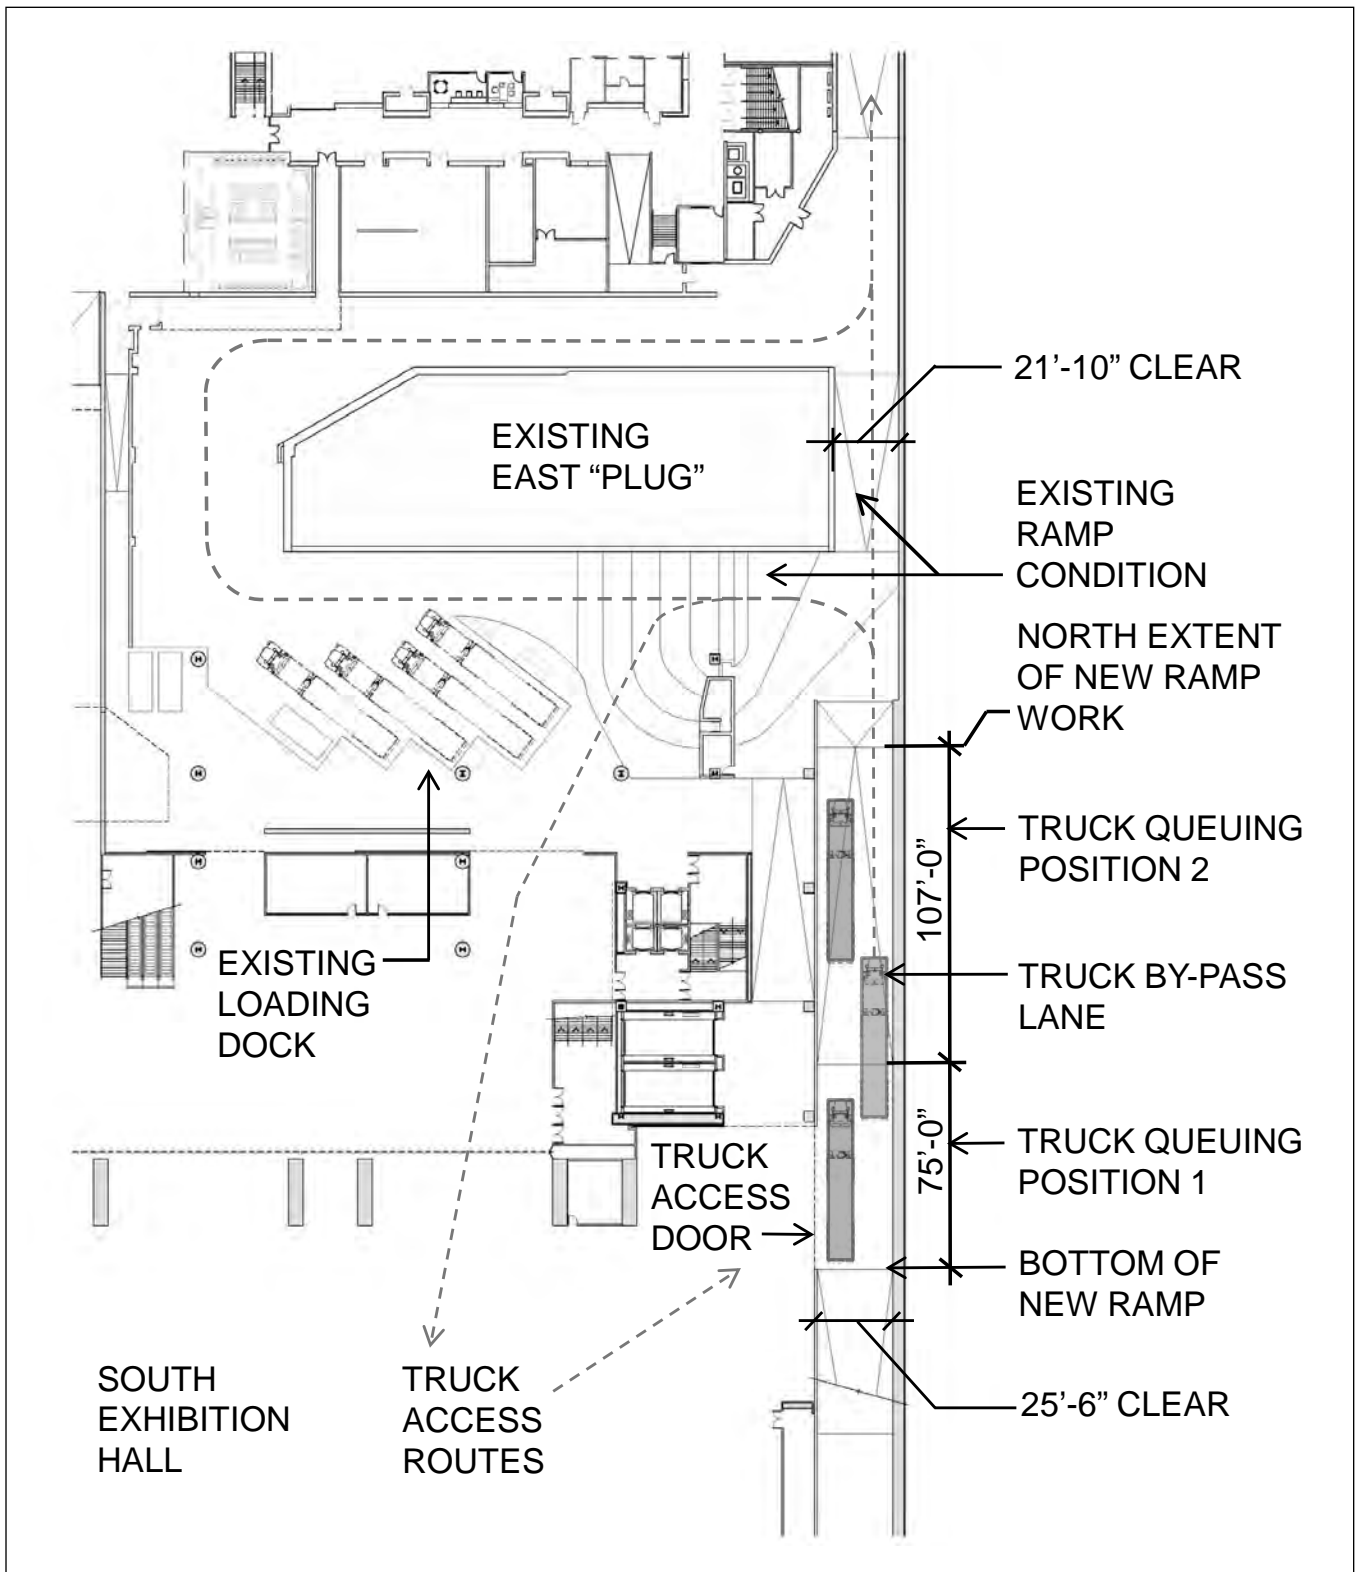 21’-10” CLEAR
EXISTING
EAST “PLUG”
EXISTING
RAMP
CONDITION
NORTH EXTENT
OF NEW RAMP
WORK
TRUCK QUEUING
POSITION 2
107’-0”
EXISTING
LOADING
DOCK
TRUCK BY-PASS
LANE
75’-0”
TRUCK QUEUING
POSITION 1
TRUCK
ACCESS
DOOR
BOTTOM OF
NEW RAMP
SOUTH
EXHIBITION
HALL
TRUCK
ACCESS
ROUTES
25’-6” CLEAR